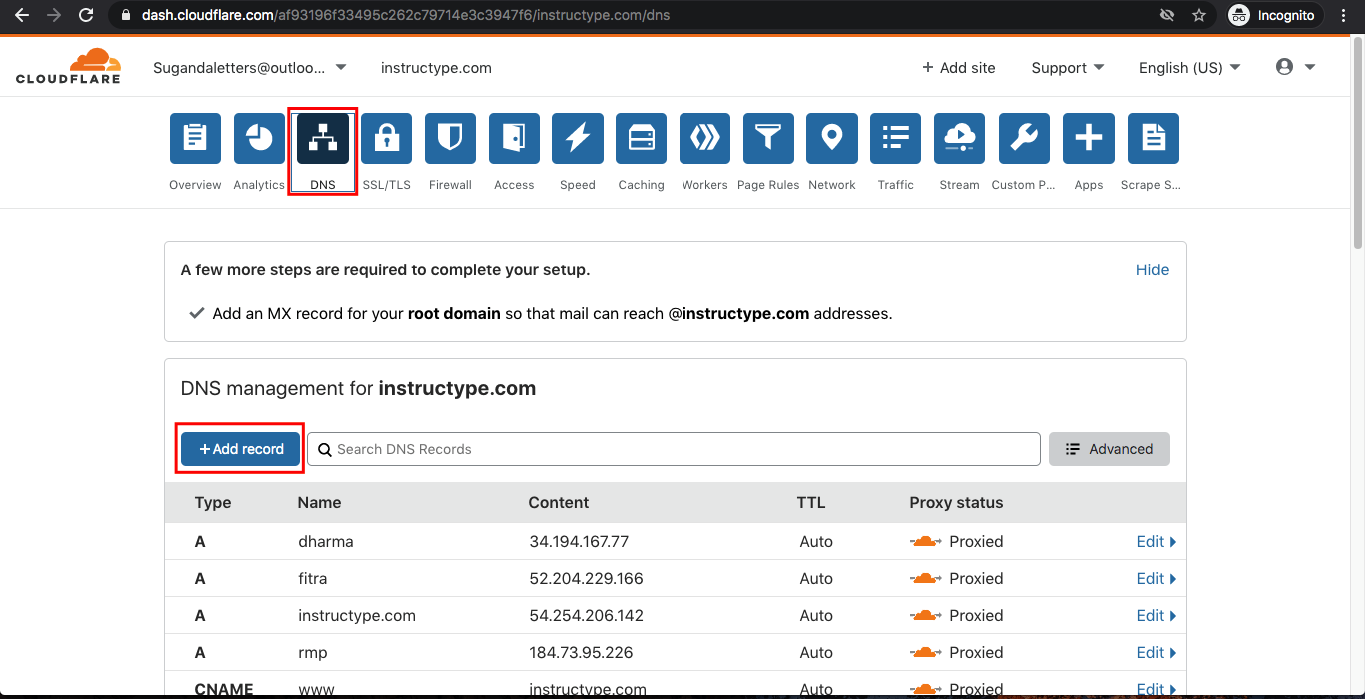 dash.cloudflare.com/af93196f33495c262c79714e3c3947f6/instructype.com/dns Incognito
CLOUDFLARE Sugandaletters@outloo... instructype.com + Add site Support English (US)
Overview Analytics DNS SSL/TLS Firewall Access Speed Caching Workers Page Rules Network Traffic Stream Custom P... Apps Scrape S...
A few more steps are required to complete your setup. Hide
Add an MX record for your root domain so that mail can reach @instructype.com addresses.
DNS management for instructype.com
+ Add record Search DNS Records Advanced
Type Name Content TTL Proxy status
A dharma 34.194.167.77 Auto Proxied Edit
A fitra 52.204.229.166 Auto Proxied Edit
A instructype.com 54.254.206.142 Auto Proxied Edit
A rmp 184.73.95.226 Auto Proxied Edit
CNAME www instructype.com Auto Proxied Edit